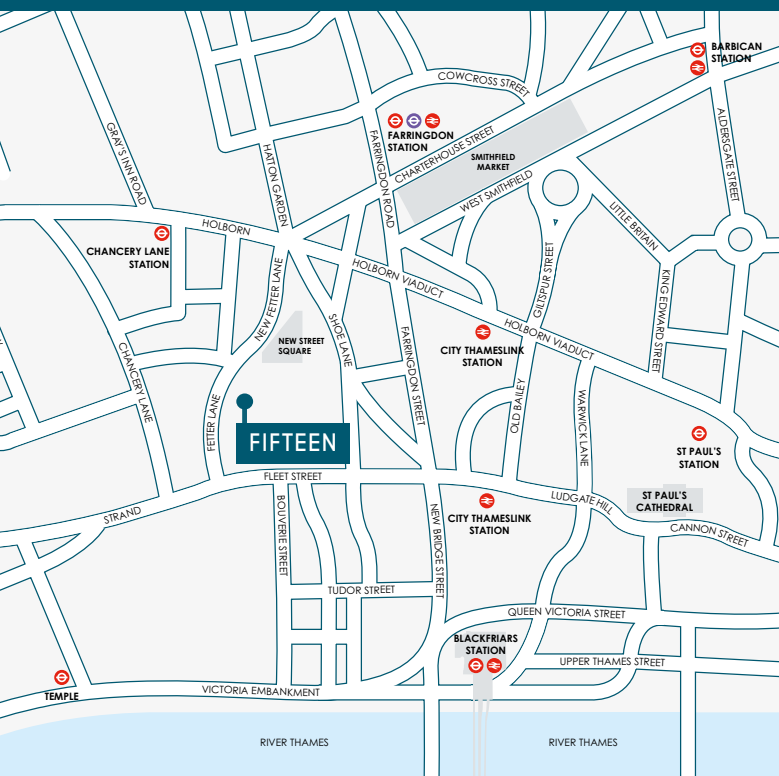 BARBICAN
STATION
COWCROSS STREET
GRAY'S INN ROAD
HATTON GARDEN
FARRINGDON ROAD
FARRINGDON
STATION
CHARTERHOUSE STREET
SMITHFIELD
MARKET
WEST SMITHFIELD
ALDERSGATE STREET
LITTLE BRITAIN
HOLBORN
CHANCERY LANE
STATION
HOLBORN VIADUCT
GILTSPUR STREET
KING EDWARD STREET
NEW FETTER LANE
NEW STREET
SQUARE
SHOE LANE
FARRINGDON STREET
CITY THAMESLINK
STATION
HOLBORN VIADUCT
CHANCERY LANE
FETTER LANE
OLD BAILEY
WARWICK LANE
FIFTEEN
ST PAUL'S
STATION
FLEET STREET
STRAND
BOUVERIE STREET
NEW BRIDGE STREET
CITY THAMESLINK
STATION
LUDGATE HILL
ST PAUL'S
CATHEDRAL
CANNON STREET
TUDOR STREET
QUEEN VICTORIA STREET
BLACKFRIARS
STATION
UPPER THAMES STREET
TEMPLE
VICTORIA EMBANKMENT
RIVER THAMES
RIVER THAMES